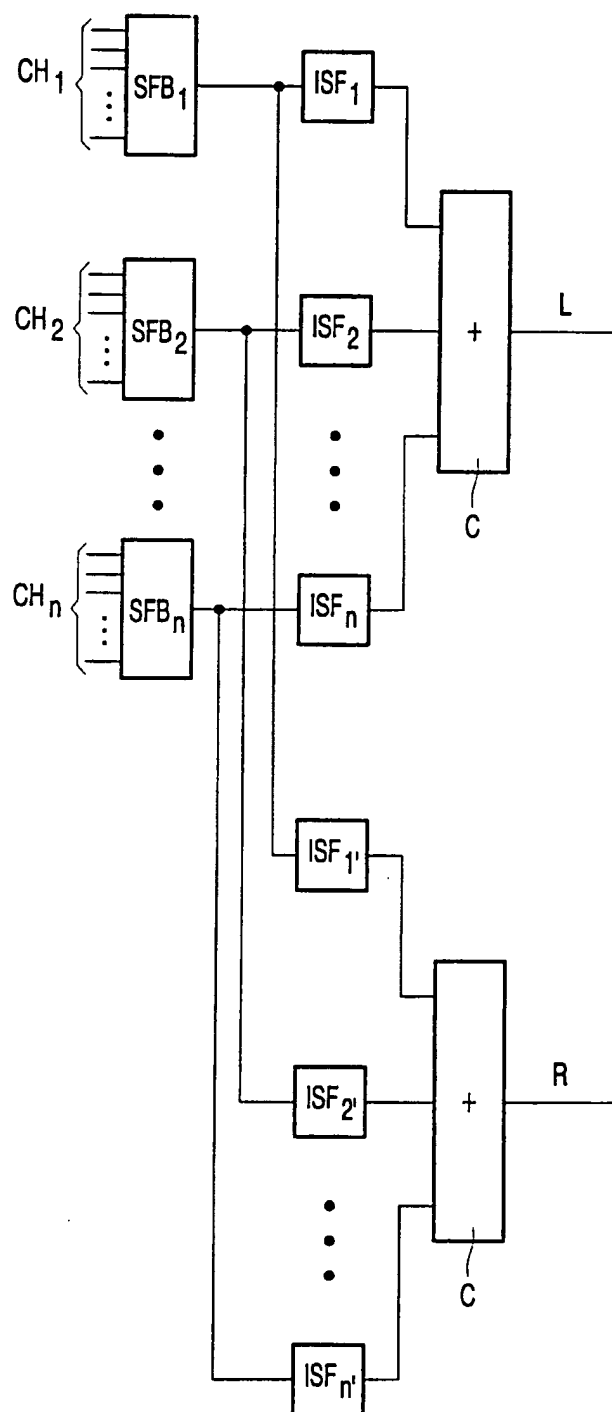 CH₁ SFB₁ ISF₁
CH₂ SFB₂ ISF₂ + L
C
CHₙ SFBₙ ISFₙ
ISF₁'
ISF₂' + R
C
ISFₙ'